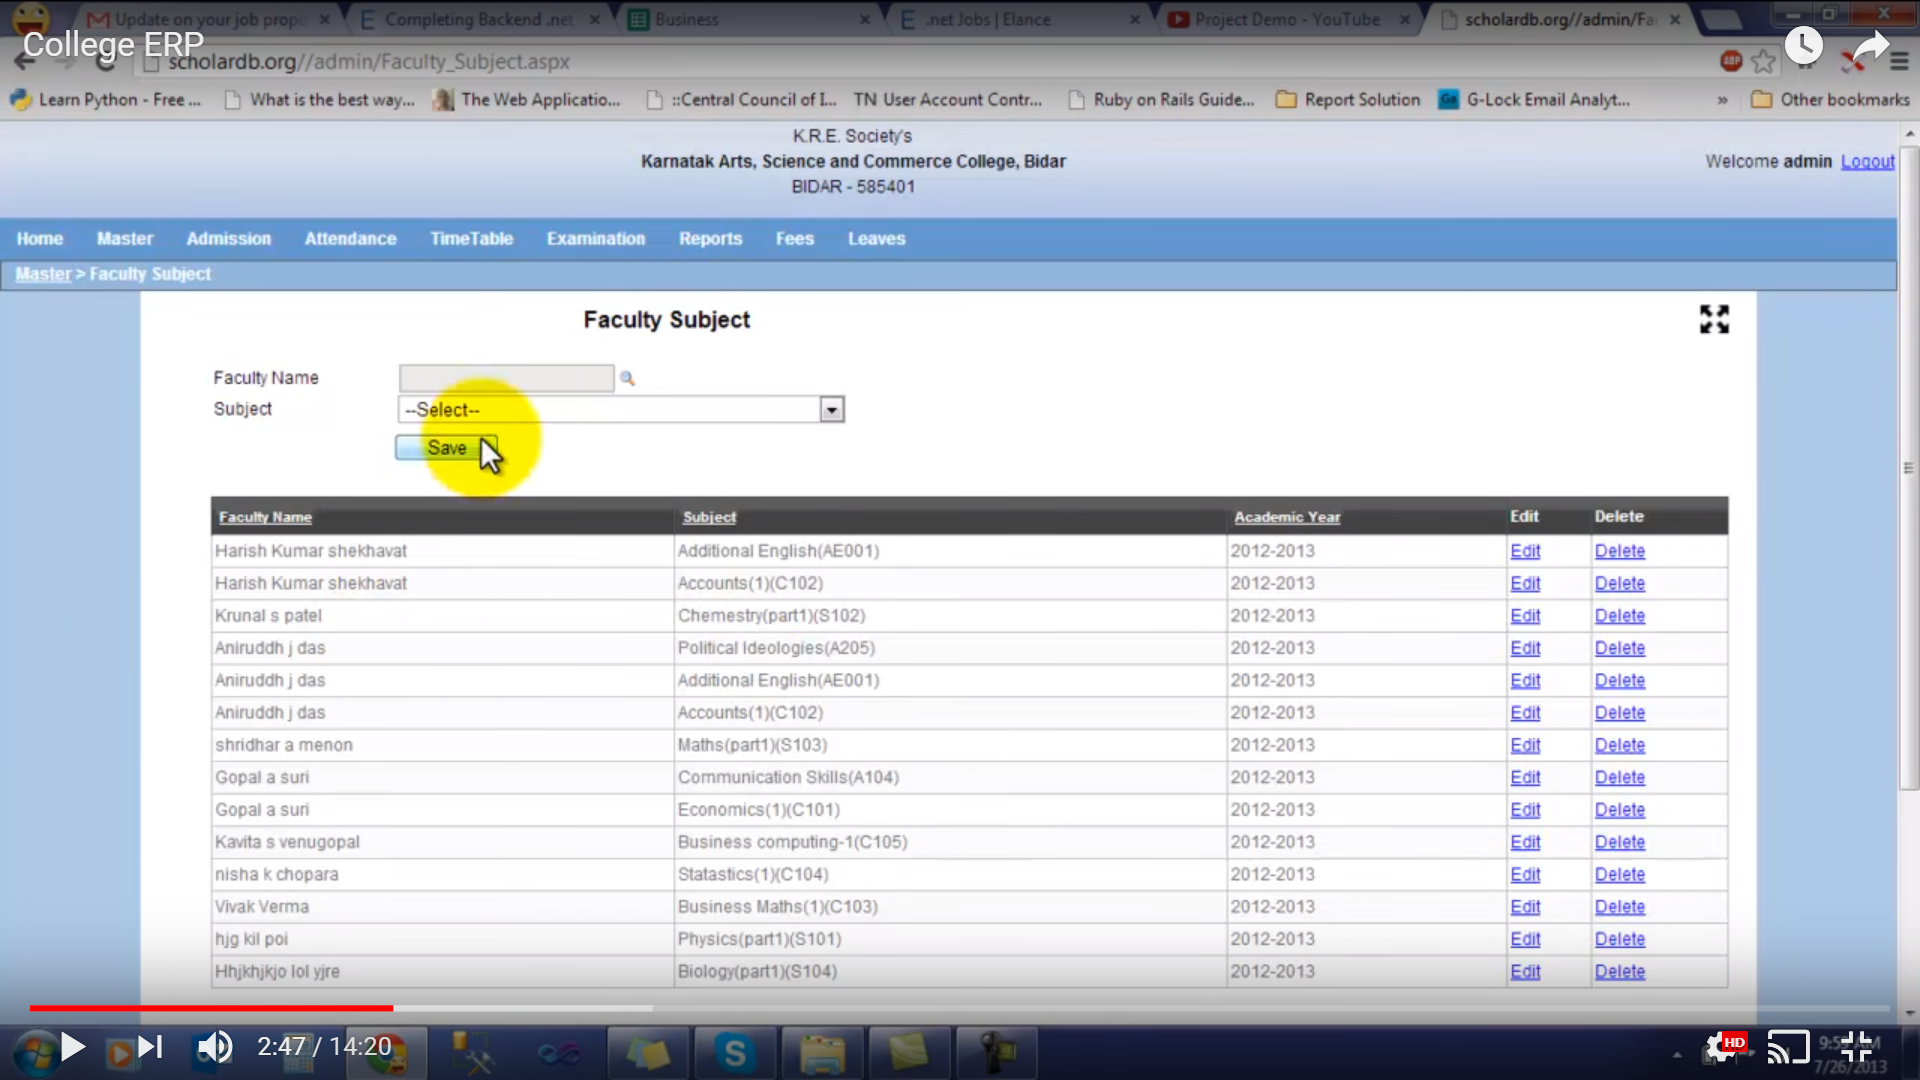 Update on your job propo
Completing Backend .net
Business
.net Jobs | Elance
Project Demo - YouTube
scholardb.org//admin/Fa
College ERP
scholardb.org//admin/Faculty_Subject.aspx
ABP
Learn Python - Free ...
What is the best way...
The Web Applicatio...
::Central Council of I...
TN User Account Contr...
Ruby on Rails Guide...
Report Solution
G-Lock Email Analyt...
»
Other bookmarks
K.R.E. Society's
Karnatak Arts, Science and Commerce College, Bidar
BIDAR - 585401
Welcome admin Logout
Home Master Admission Attendance TimeTable Examination Reports Fees Leaves
Master > Faculty Subject
Faculty Subject
Faculty Name
Subject --Select--
Save
Faculty Name Subject Academic Year Edit Delete
Harish Kumar shekhavat Additional English(AE001) 2012-2013 Edit Delete
Harish Kumar shekhavat Accounts(1)(C102) 2012-2013 Edit Delete
Krunal s patel Chemestry(part1)(S102) 2012-2013 Edit Delete
Aniruddh j das Political Ideologies(A205) 2012-2013 Edit Delete
Aniruddh j das Additional English(AE001) 2012-2013 Edit Delete
Aniruddh j das Accounts(1)(C102) 2012-2013 Edit Delete
shridhar a menon Maths(part1)(S103) 2012-2013 Edit Delete
Gopal a suri Communication Skills(A104) 2012-2013 Edit Delete
Gopal a suri Economics(1)(C101) 2012-2013 Edit Delete
Kavita s venugopal Business computing-1(C105) 2012-2013 Edit Delete
nisha k chopara Statastics(1)(C104) 2012-2013 Edit Delete
Vivak Verma Business Maths(1)(C103) 2012-2013 Edit Delete
hjg kil poi Physics(part1)(S101) 2012-2013 Edit Delete
Hhjkhjkjo lol yjre Biology(part1)(S104) 2012-2013 Edit Delete
2:47 / 14:20
HD
7/26/2013